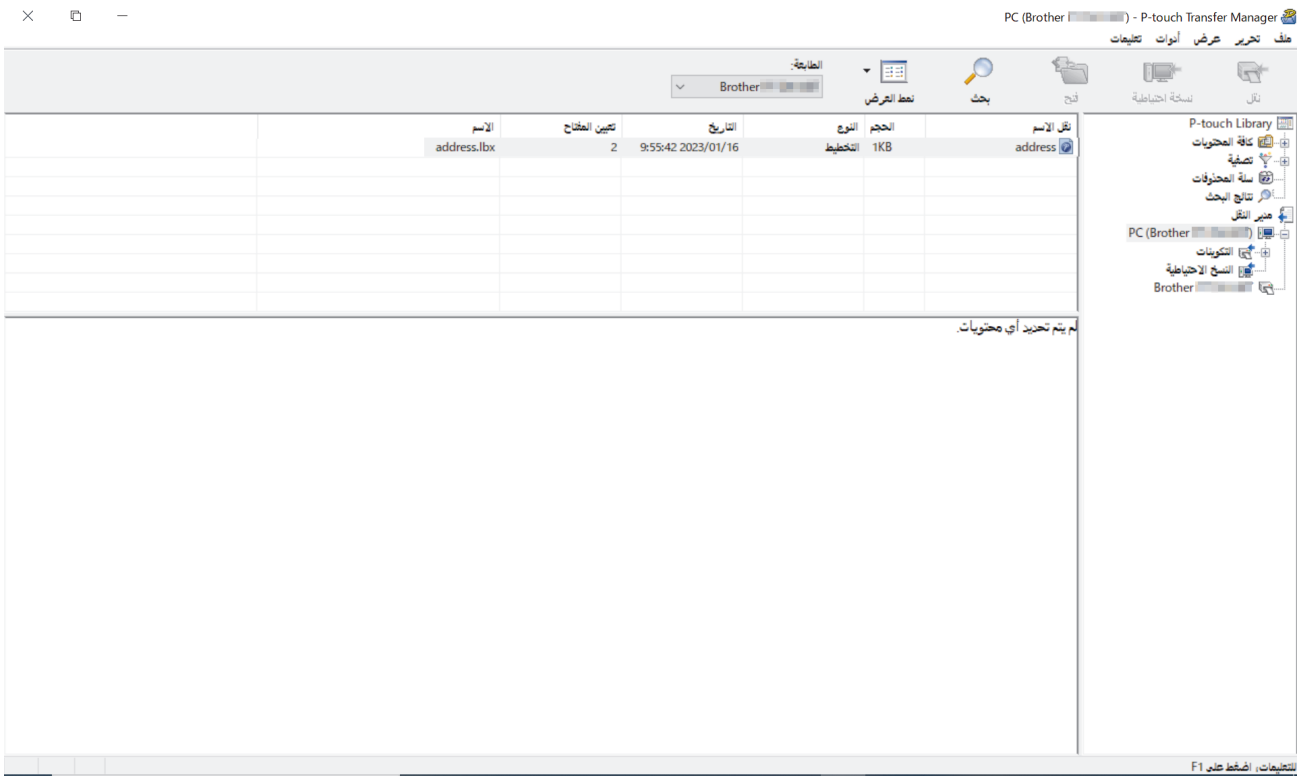 PC (Brother ) - P-touch Transfer Manager
ملف تحرير عرض أدوات تعليمات
نقل نسخة احتياطية فتح بحث نمط العرض
الطابعة:
Brother
P-touch Library
كافة المحتويات
تصفية
سلة المحذوفات
نتائج البحث
مدير النقل
PC (Brother )
التكوينات
النسخ الاحتياطية
Brother
نقل الاسم الحجم النوع التاريخ تعيين المفتاح الاسم
address 1KB التخطيط 9:55:42 2023/01/16 2 address.lbx
لم يتم تحديد أي محتويات.
للتعليمات، اضغط على F1